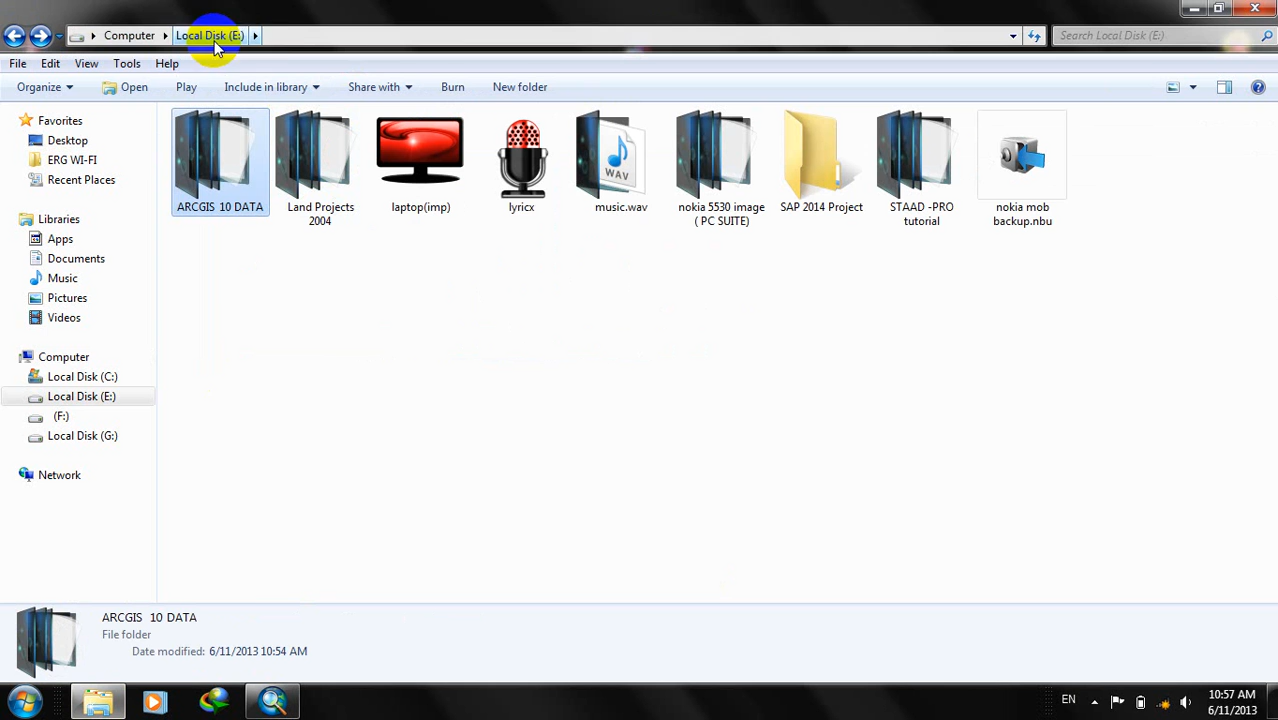 Computer
Local Disk (E:)
Search Local Disk (E:)
File Edit View Tools Help
Organize Open Play Include in library Share with Burn New folder
Favorites
Desktop
ERG WI-FI
Recent Places
Libraries
Apps
Documents
Music
Pictures
Videos
Computer
Local Disk (C:)
Local Disk (E:)
(F:)
Local Disk (G:)
Network
ARCGIS 10 DATA
Land Projects
2004
laptop(imp)
lyricx
WAV
music.wav
nokia 5530 image
( PC SUITE)
SAP 2014 Project
STAAD -PRO
tutorial
nokia mob
backup.nbu
ARCGIS 10 DATA
File folder
Date modified: 6/11/2013 10:54 AM
EN
10:57 AM
6/11/2013